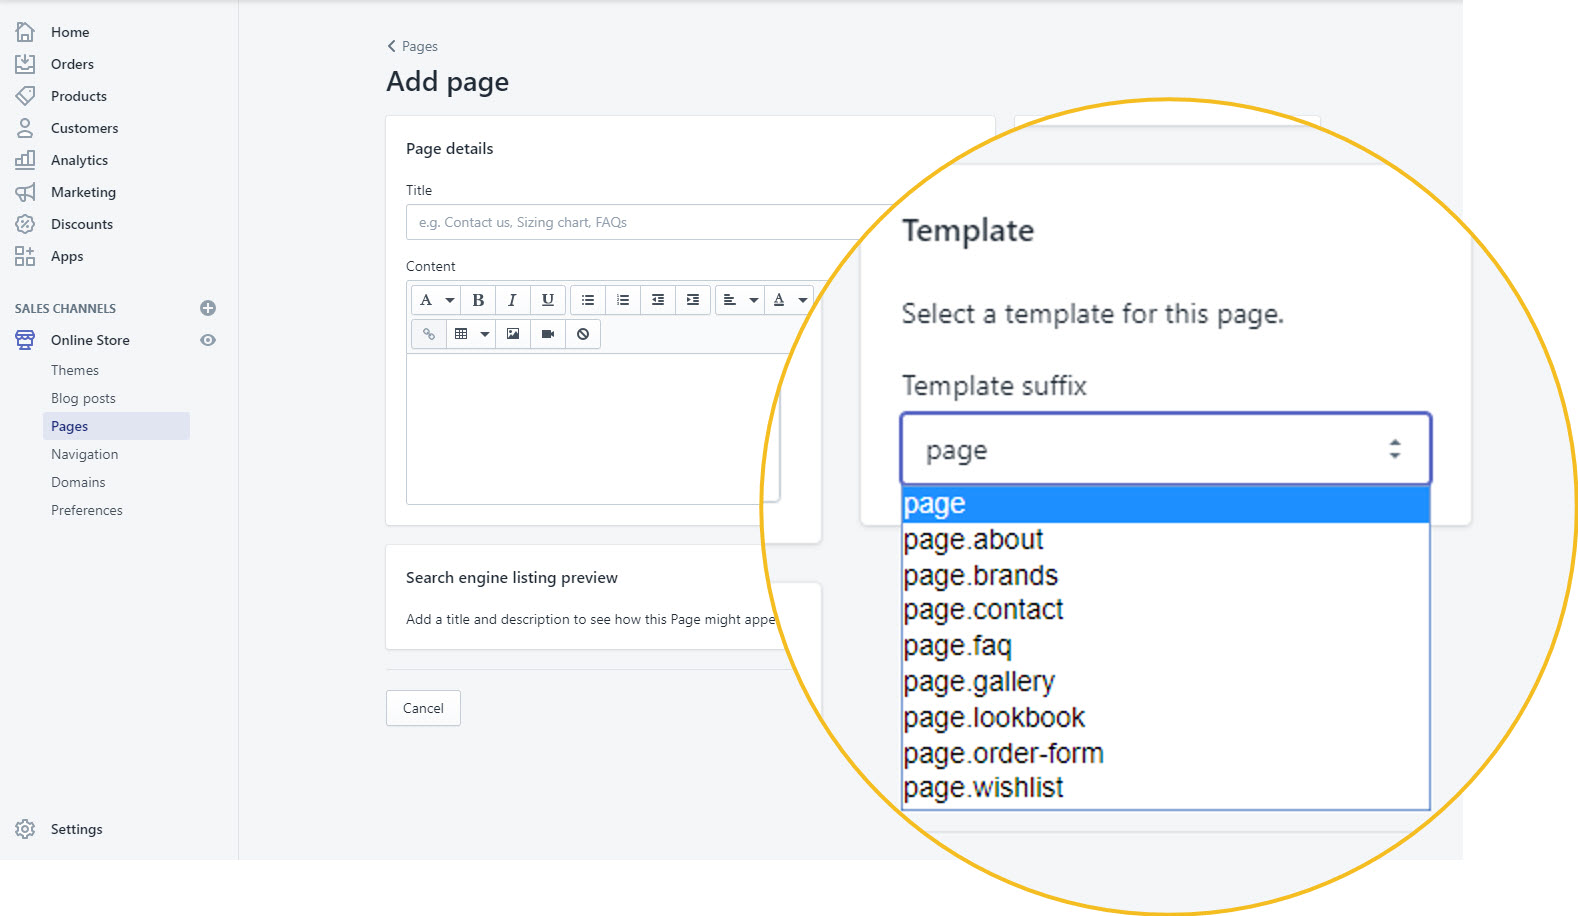 Home
Orders
Products
Customers
Analytics
Marketing
Discounts
Apps
SALES CHANNELS
Online Store
Themes
Blog posts
Pages
Navigation
Domains
Preferences
Settings
Pages
Add page
Page details
Title
e.g. Contact us, Sizing chart, FAQs
Content
A B I U A
Search engine listing preview
Add a title and description to see how this Page might appe
Cancel
Template
Select a template for this page.
Template suffix
page
page
page.about
page.brands
page.contact
page.faq
page.gallery
page.lookbook
page.order-form
page.wishlist